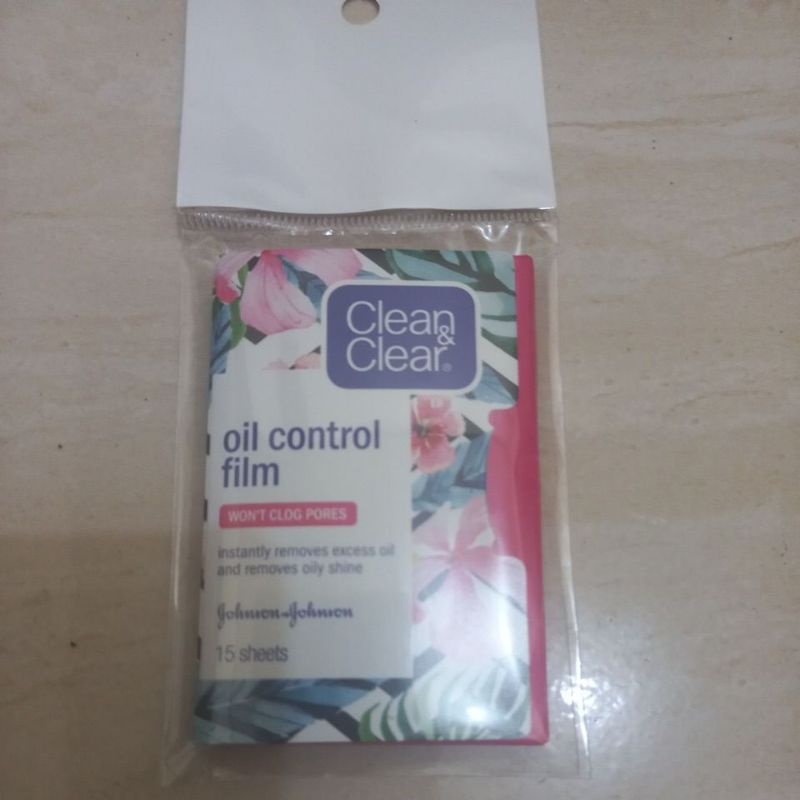 Clean
&
Clear®
oil control
film
WON'T CLOG PORES
instantly removes excess oil
and removes oily shine
Johnson & Johnson
15 sheets